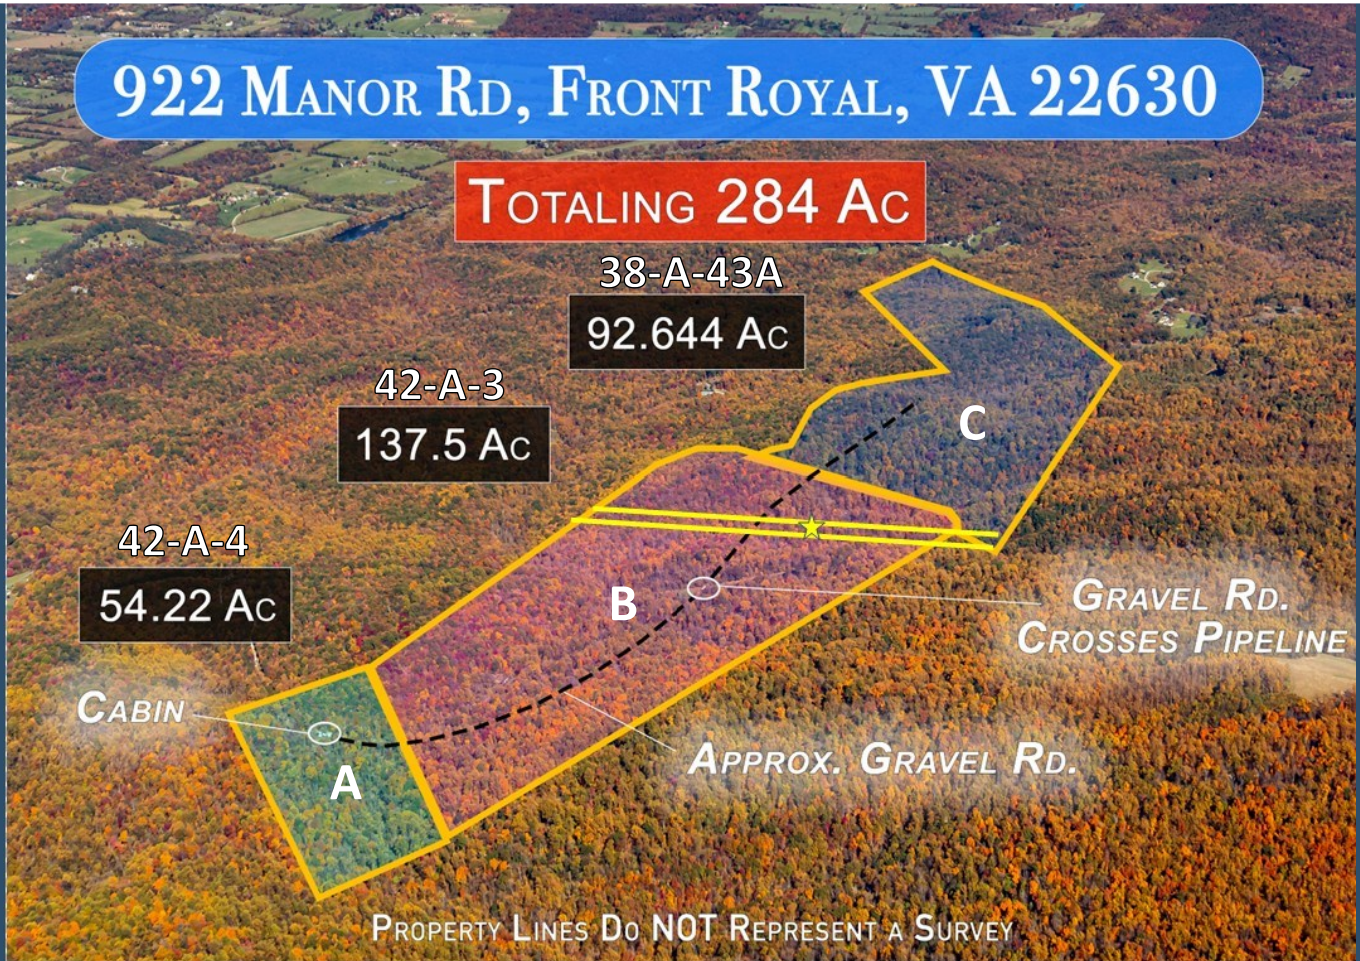 922 MANOR RD, FRONT ROYAL, VA 22630
TOTALING 284 AC
38-A-43A
92.644 AC
42-A-3
137.5 AC
C
42-A-4
54.22 AC
B
GRAVEL RD.
CROSSES PIPELINE
CABIN
A
APPROX. GRAVEL RD.
PROPERTY LINES DO NOT REPRESENT A SURVEY